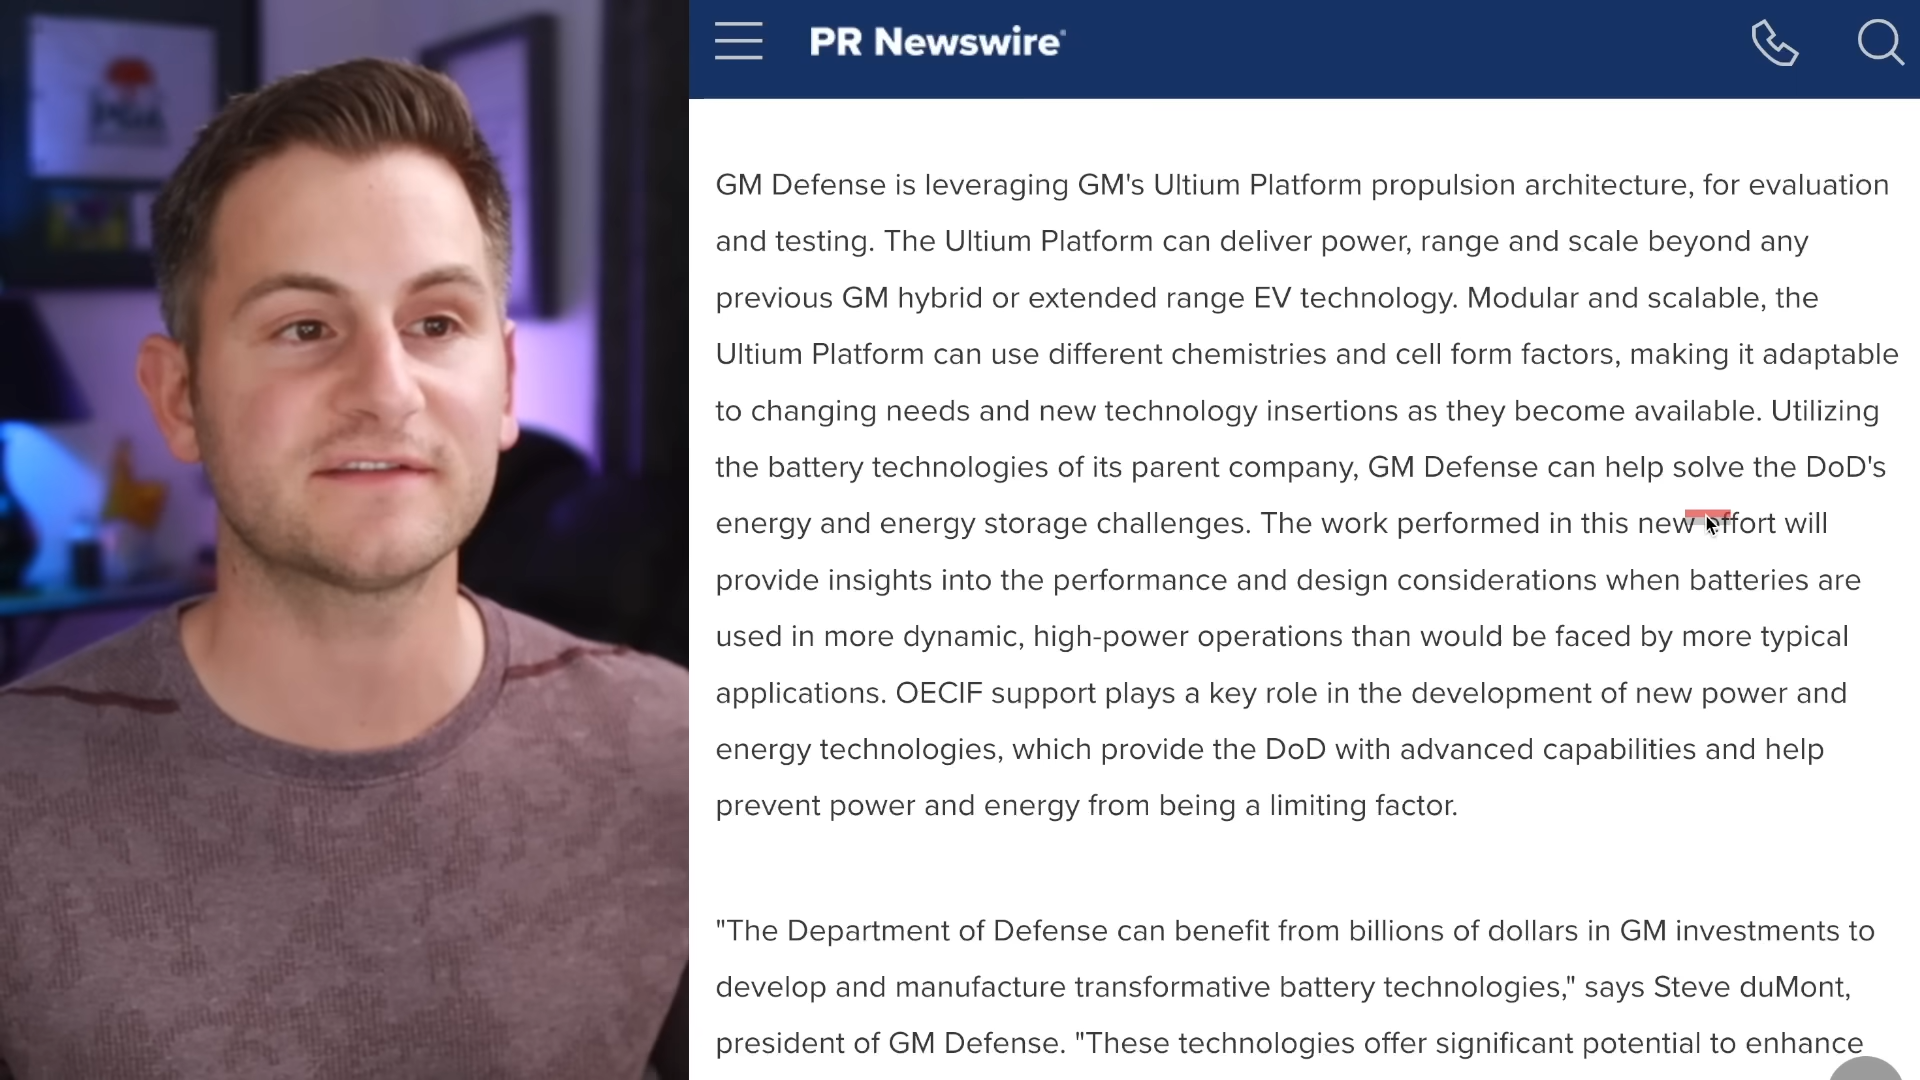 PR Newswire
GM Defense is leveraging GM's Ultium Platform propulsion architecture, for evaluation
and testing. The Ultium Platform can deliver power, range and scale beyond any
previous GM hybrid or extended range EV technology. Modular and scalable, the
Ultium Platform can use different chemistries and cell form factors, making it adaptable
to changing needs and new technology insertions as they become available. Utilizing
the battery technologies of its parent company, GM Defense can help solve the DoD's
energy and energy storage challenges. The work performed in this new effort will
provide insights into the performance and design considerations when batteries are
used in more dynamic, high-power operations than would be faced by more typical
applications. OECIF support plays a key role in the development of new power and
energy technologies, which provide the DoD with advanced capabilities and help
prevent power and energy from being a limiting factor.
"The Department of Defense can benefit from billions of dollars in GM investments to
develop and manufacture transformative battery technologies," says Steve duMont,
president of GM Defense. "These technologies offer significant potential to enhance